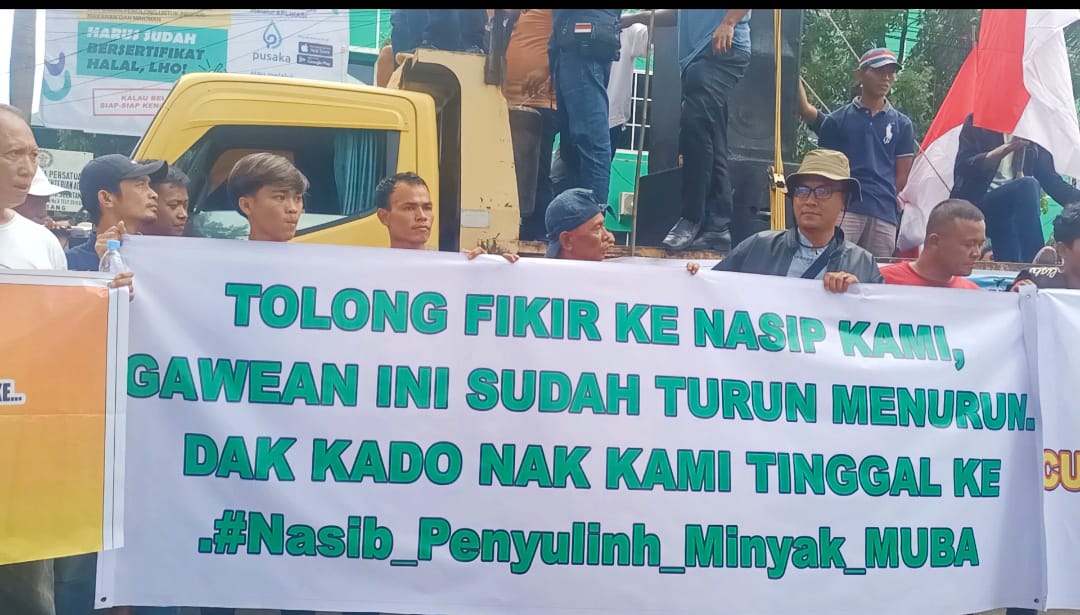 HARUS SUDAH
BERSERTIFIKAT
HALAL, LHO!
pusaka
TOLONG FIKIR KE NASIP KAMI,
GAWEAN INI SUDAH TURUN MENURUN.
DAK KADO NAK KAMI TINGGAL KE
.#Nasib_Penyulinh_Minyak_MUBA